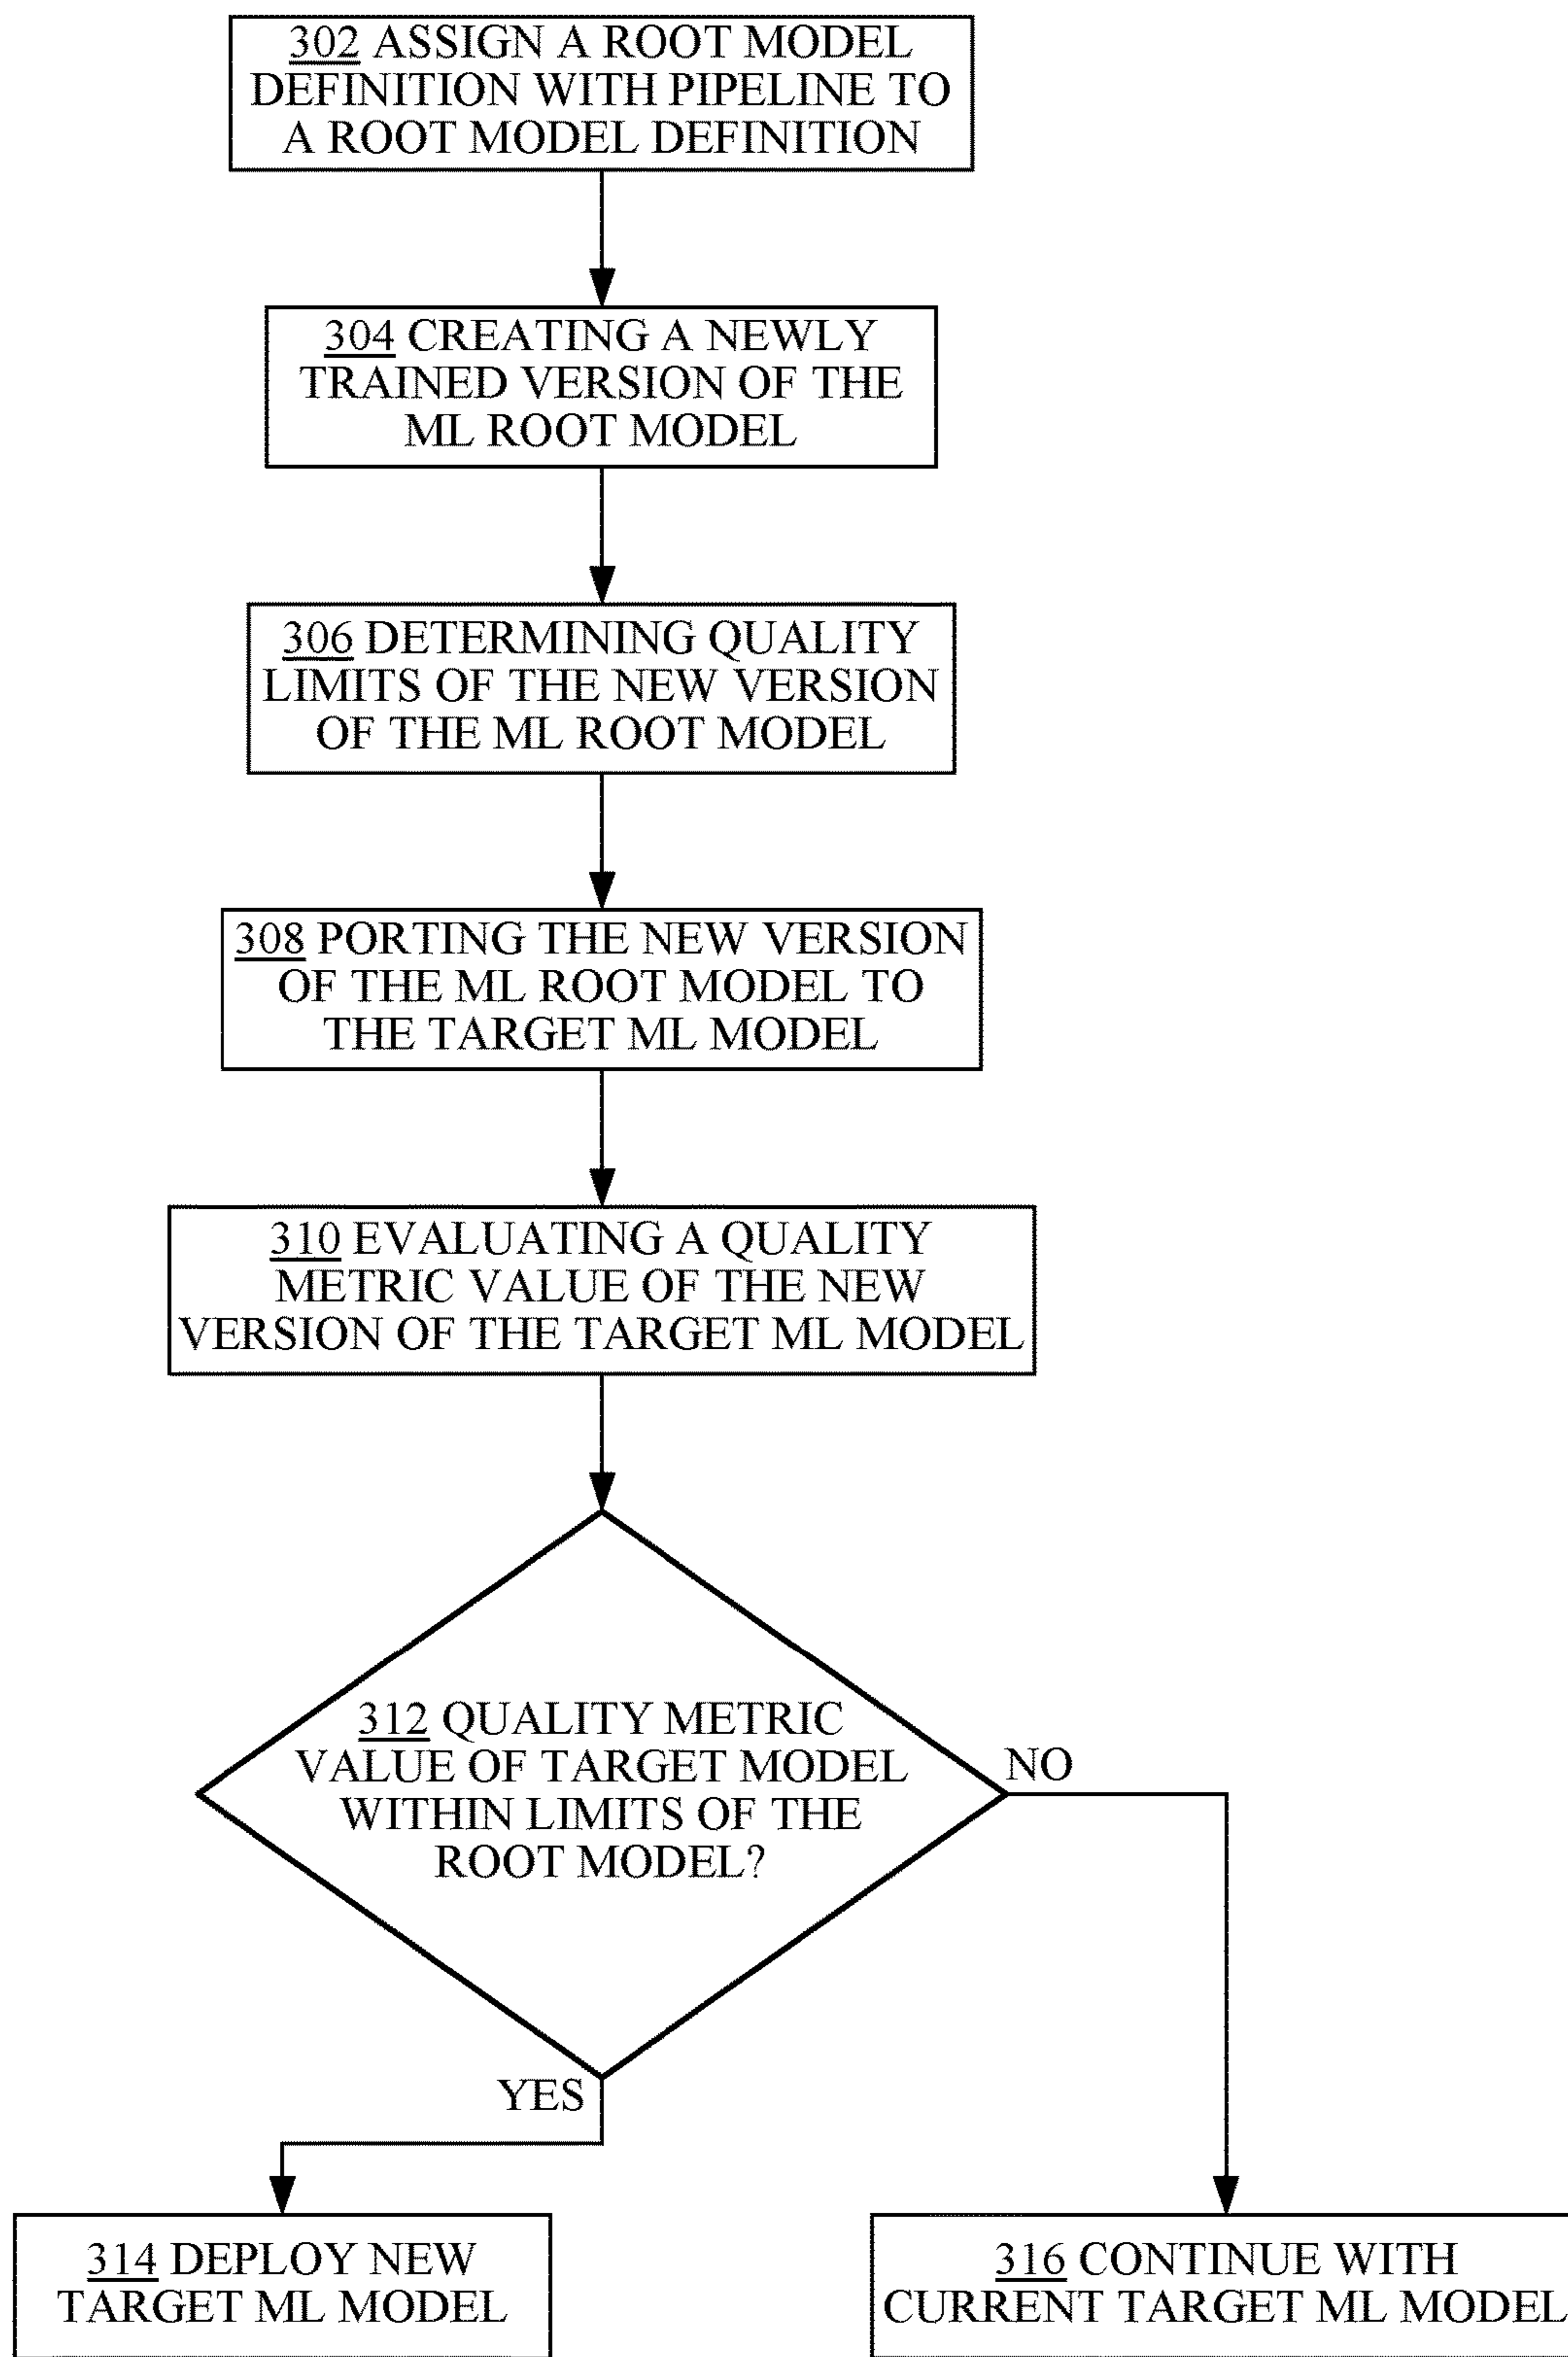 302 ASSIGN A ROOT MODEL
DEFINITION WITH PIPELINE TO
A ROOT MODEL DEFINITION
304 CREATING A NEWLY
TRAINED VERSION OF THE
ML ROOT MODEL
306 DETERMINING QUALITY
LIMITS OF THE NEW VERSION
OF THE ML ROOT MODEL
308 PORTING THE NEW VERSION
OF THE ML ROOT MODEL TO
THE TARGET ML MODEL
310 EVALUATING A QUALITY
METRIC VALUE OF THE NEW
VERSION OF THE TARGET ML MODEL
312 QUALITY METRIC
VALUE OF TARGET MODEL
WITHIN LIMITS OF THE
ROOT MODEL?
NO
YES
314 DEPLOY NEW
TARGET ML MODEL
316 CONTINUE WITH
CURRENT TARGET ML MODEL